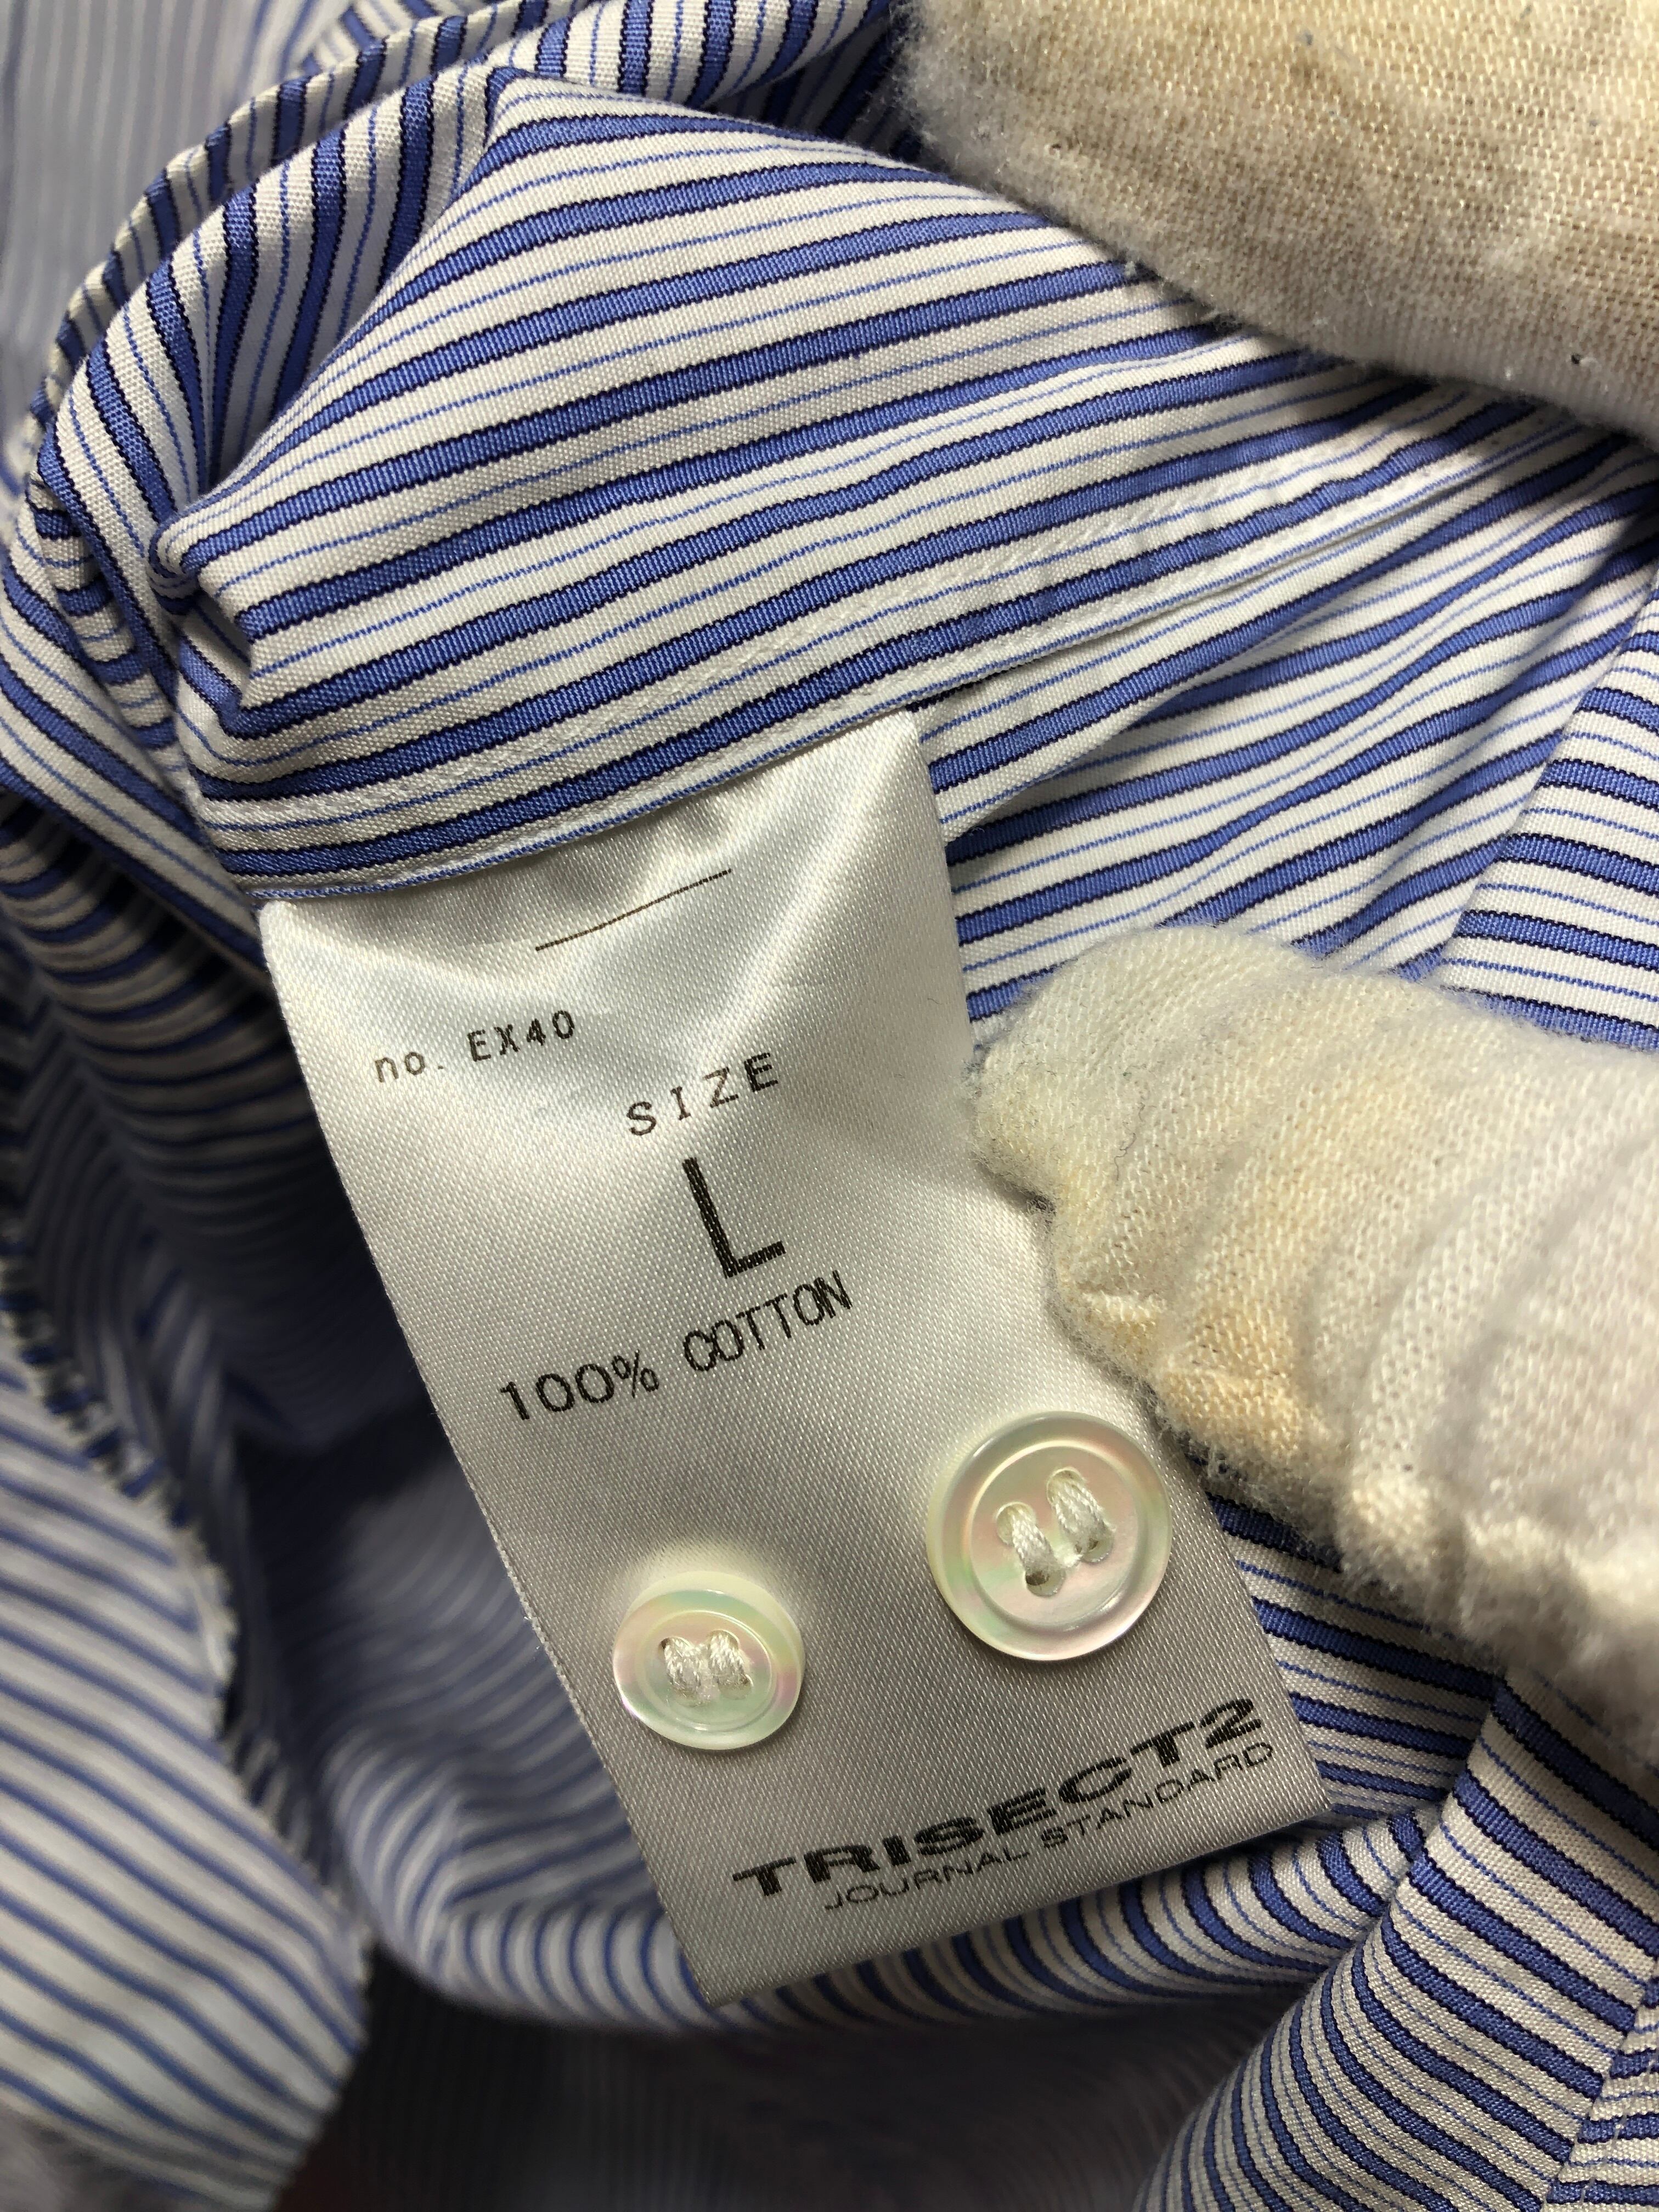 no. EX40
SIZE
L
100% COTTON
TRISECT2
JOURNAL STANDARD